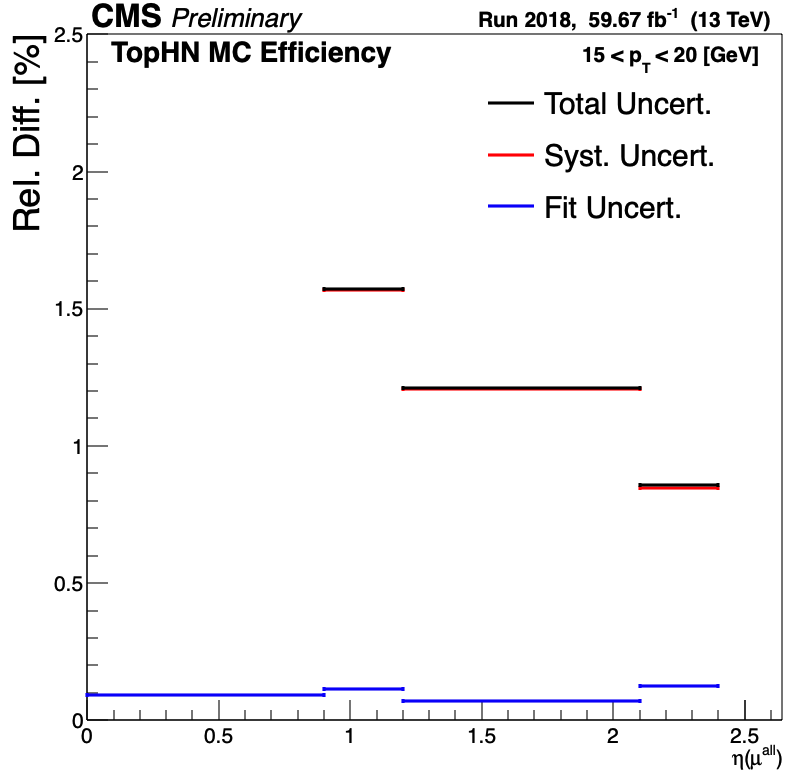 CMS Preliminary
Run 2018, 59.67 fb⁻¹ (13 TeV)
TopHN MC Efficiency
15 < p_T < 20 [GeV]
Total Uncert.
Syst. Uncert.
Fit Uncert.
Rel. Diff. [%]
2.5
2
1.5
1
0.5
0
0 0.5 1 1.5 2 2.5
η(μ^all)